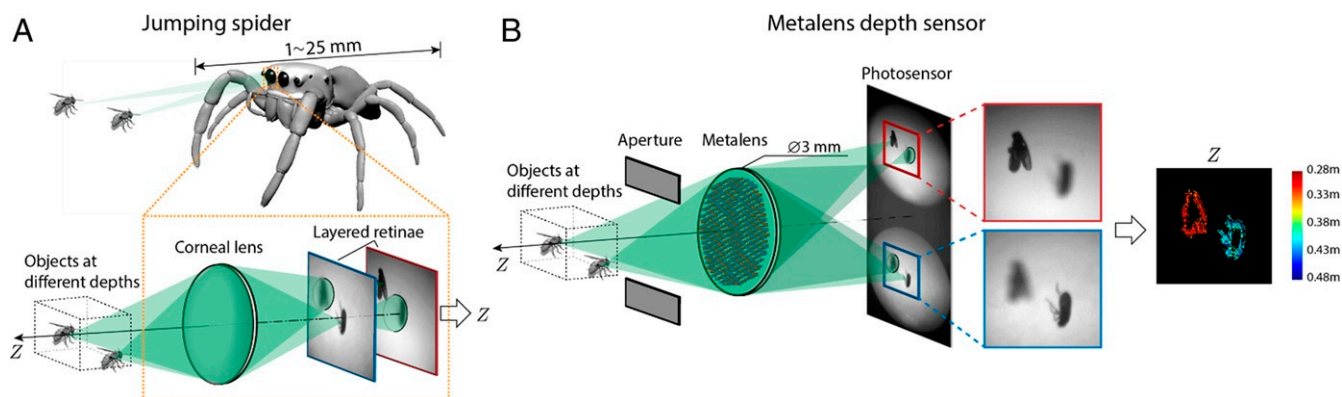 A
Jumping spider
1~25 mm
Objects at
different depths
Z
Corneal lens
Layered retinae
Z
B
Metalens depth sensor
Photosensor
Aperture
Metalens
Ø3 mm
Objects at
different depths
Z
Z
0.28m
0.33m
0.38m
0.43m
0.48m